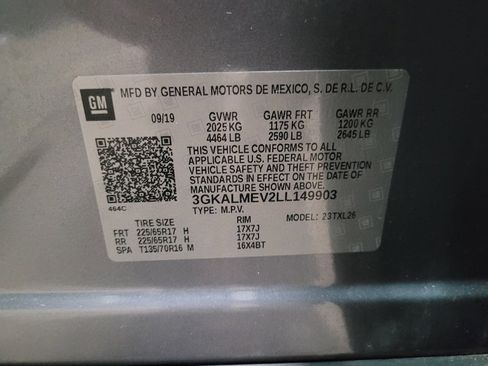 GM
MFD BY GENERAL MOTORS DE MEXICO, S. DE R.L. DE C.V.
09/19 GVWR GAWR FRT GAWR RR
2025 KG 1175 KG 1200 KG
4464 LB 2590 LB 2645 LB
THIS VEHICLE CONFORMS TO ALL
APPLICABLE U.S. FEDERAL MOTOR
VEHICLE SAFETY AND THEFT PREVENTION
STANDARDS IN EFFECT ON THE DATE OF
MANUFACTURE SHOWN ABOVE.
464C 3GKALMEV2LL149903
TYPE: M.P.V. MODEL: 23TXL26
TIRE SIZE RIM
FRT 225/65R17 H 17X7J
RR 225/65R17 H 17X7J
SPA T135/70R16 M 16X4BT